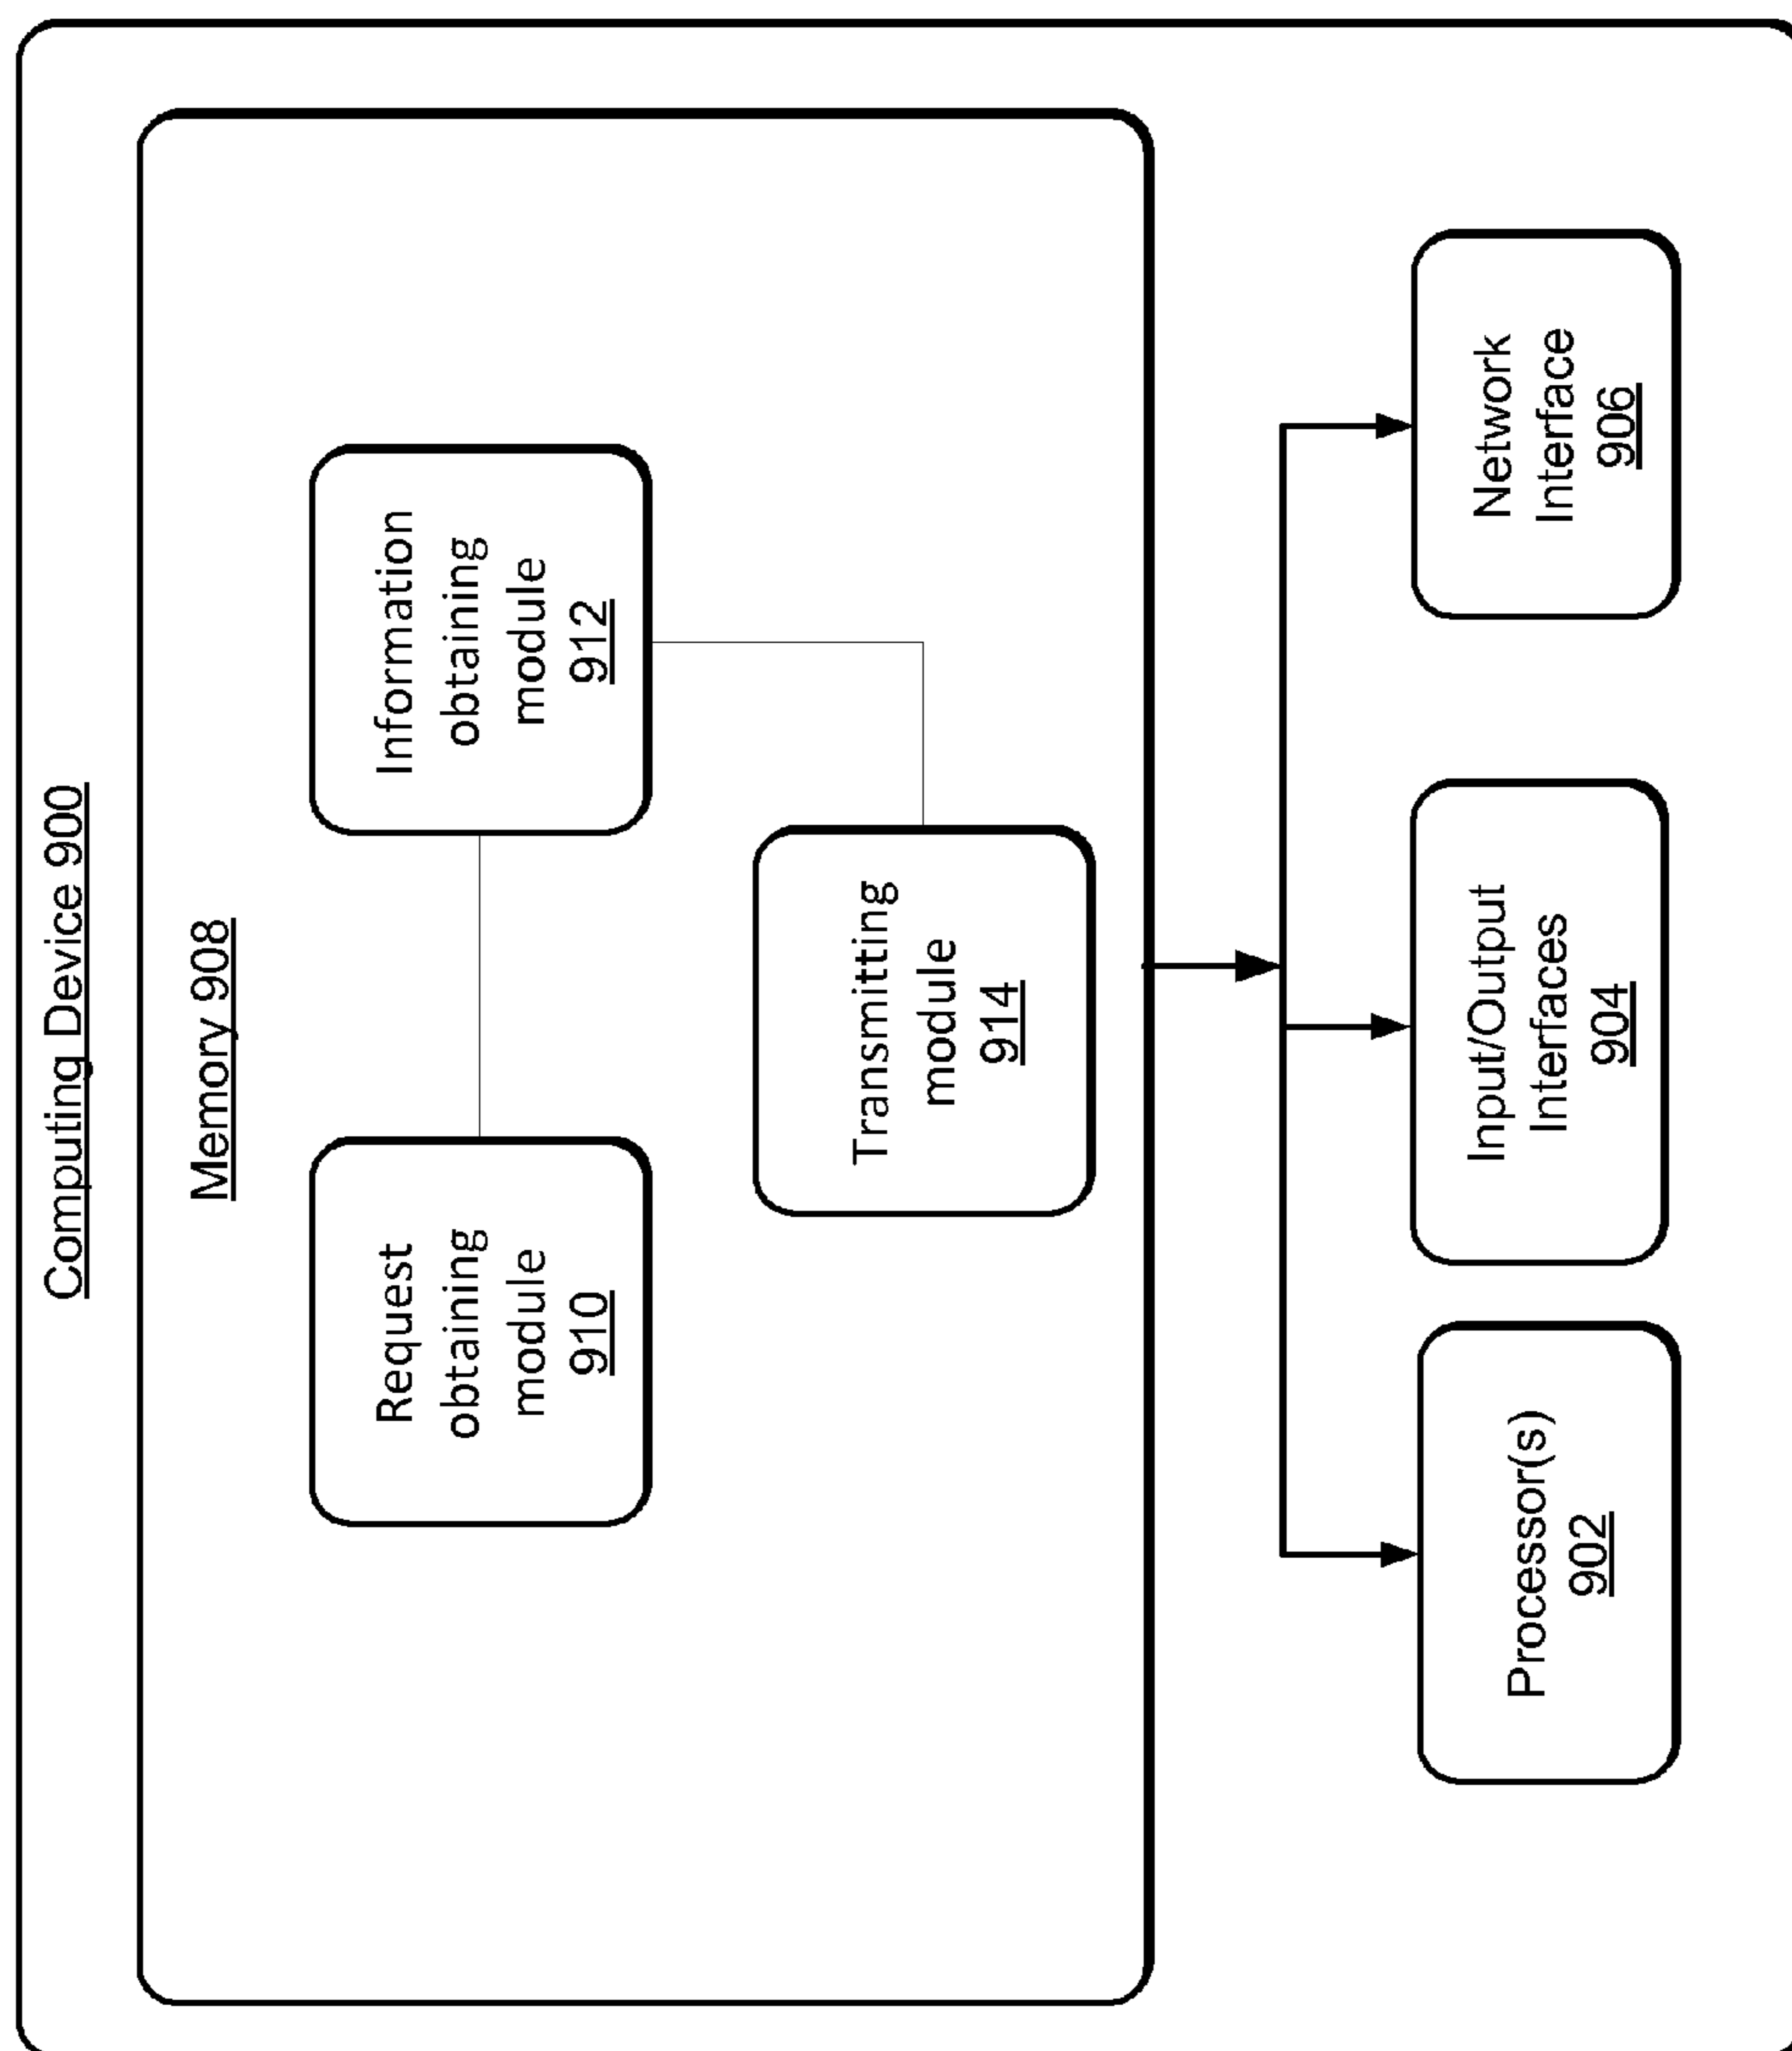 Computing Device 900
Memory 908
Request
obtaining
module
910
Information
obtaining
module
912
Transmitting
module
914
Processor(s)
902
Input/Output
Interfaces
904
Network
Interface
906